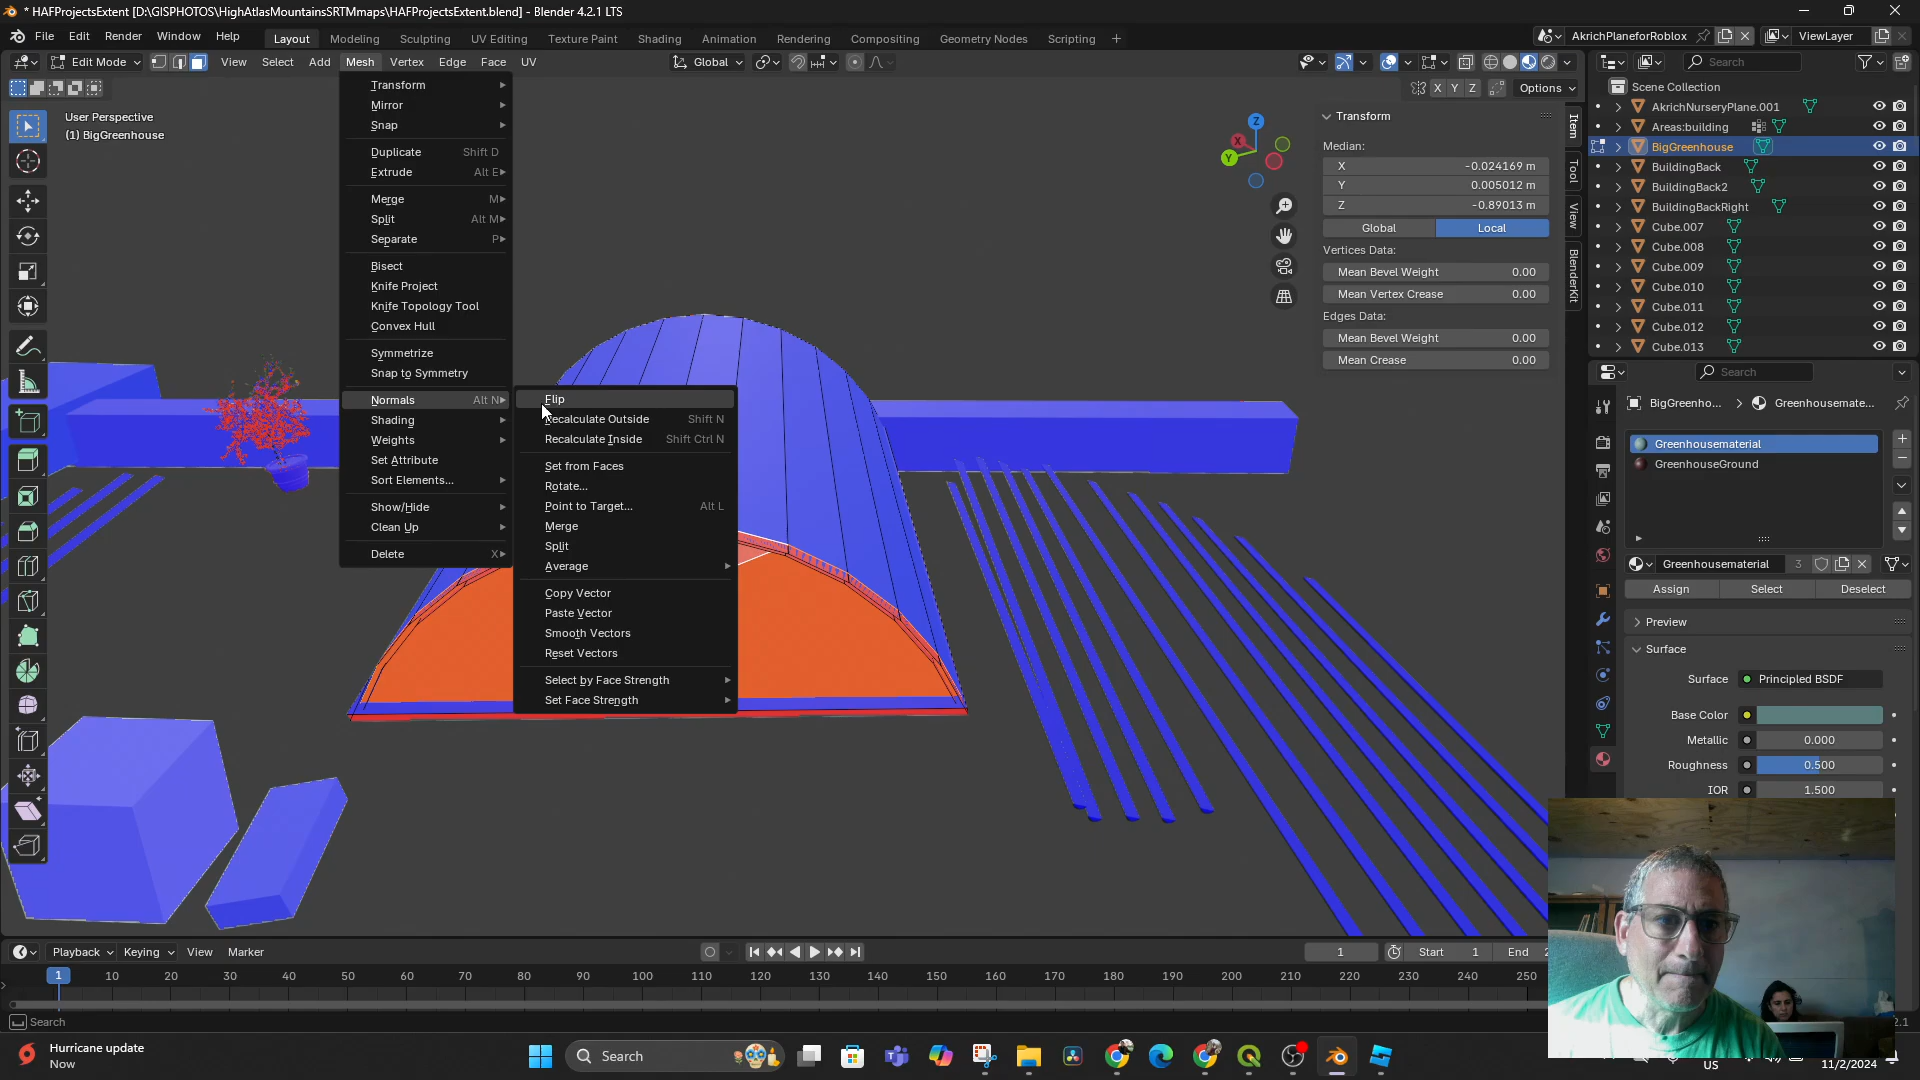 * HAFProjectsExtent [D:\GISPHOTOS\HighAtlasMountainsSRTMmaps\HAFProjectsExtent.blend] - Blender 4.2.1 LTS
File Edit Render Window Help
Layout Modeling Sculpting UV Editing Texture Paint Shading Animation Rendering Compositing Geometry Nodes Scripting +
AkrichPlaneforRoblox
ViewLayer
Edit Mode View Select Add Mesh Vertex Edge Face UV
Global
Search
X Y Z Options
User Perspective
(1) BigGreenhouse
Transform
Mirror
Snap
Duplicate Shift D
Extrude Alt E
Merge M
Split Alt M
Separate P
Bisect
Knife Project
Knife Topology Tool
Convex Hull
Symmetrize
Snap to Symmetry
Normals Alt N
Shading
Weights
Set Attribute
Sort Elements...
Show/Hide
Clean Up
Delete X
Flip
Recalculate Outside Shift N
Recalculate Inside Shift Ctrl N
Set from Faces
Rotate...
Point to Target... Alt L
Merge
Split
Average
Copy Vector
Paste Vector
Smooth Vectors
Reset Vectors
Select by Face Strength
Set Face Strength
Z
X
Y
Transform
Median:
X -0.024169 m
Y 0.005012 m
Z -0.89013 m
Global Local
Vertices Data:
Mean Bevel Weight 0.00
Mean Vertex Crease 0.00
Edges Data:
Mean Bevel Weight 0.00
Mean Crease 0.00
Item
Tool
View
BlenderKit
Scene Collection
AkrichNurseryPlane.001
Areas:building
BigGreenhouse
BuildingBack
BuildingBack2
BuildingBackRight
Cube.007
Cube.008
Cube.009
Cube.010
Cube.011
Cube.012
Cube.013
Search
BigGreenho... > Greenhousemate...
Greenhousematerial
GreenhouseGround
Greenhousematerial 3
Assign Select Deselect
Preview
Surface
Surface Principled BSDF
Base Color
Metallic 0.000
Roughness 0.500
IOR 1.500
Playback Keying View Marker
1 Start 1 End 2
1 10 20 30 40 50 60 70 80 90 100 110 120 130 140 150 160 170 180 190 200 210 220 230 240 250
Search
2.1
Hurricane update
Now
Search
US
11/2/2024